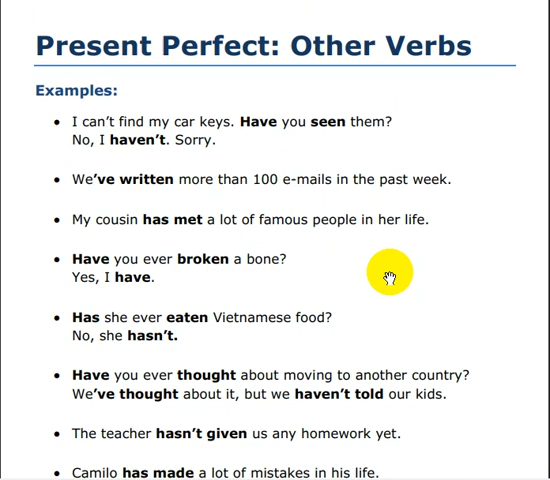 Present Perfect: Other Verbs
Examples:
• I can’t find my car keys. Have you seen them?
No, I haven’t. Sorry.
• We’ve written more than 100 e-mails in the past week.
• My cousin has met a lot of famous people in her life.
• Have you ever broken a bone?
Yes, I have.
• Has she ever eaten Vietnamese food?
No, she hasn’t.
• Have you ever thought about moving to another country?
We’ve thought about it, but we haven’t told our kids.
• The teacher hasn’t given us any homework yet.
• Camilo has made a lot of mistakes in his life.